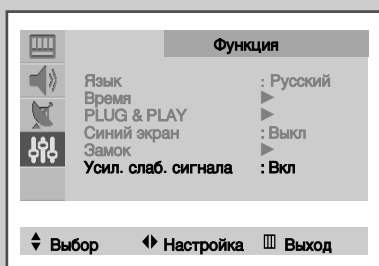 Функция
Язык : Русский
Время ►
PLUG & PLAY ►
Синий экран : Выкл
Замок ►
Усил. слаб. сигнала : Вкл
Выбор Настройка Выход